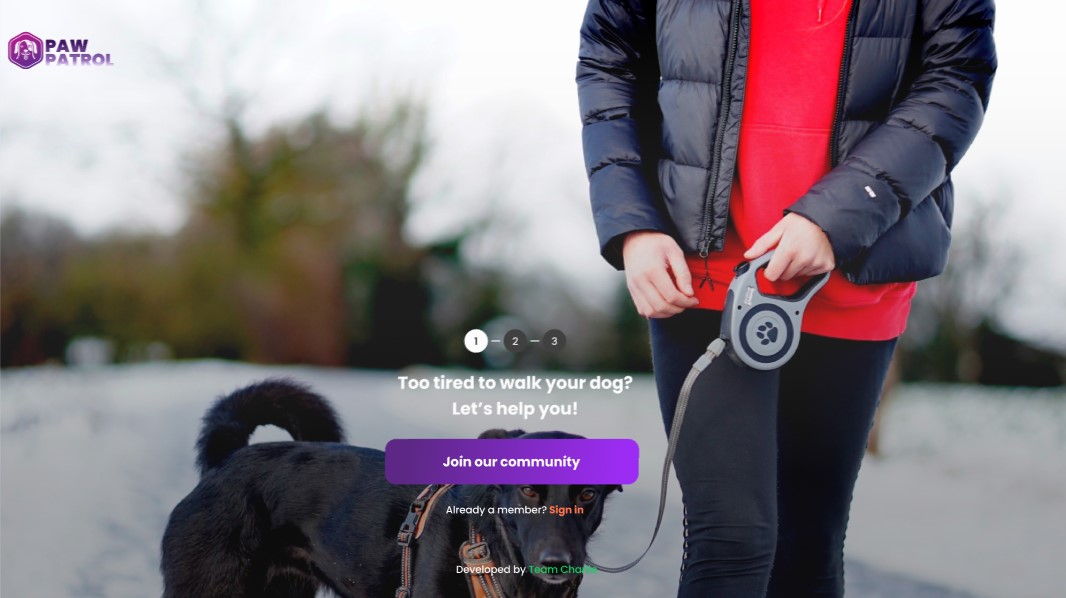 PAW
PATROL
1 2 3
Too tired to walk your dog?
Let’s help you!
Join our community
Already a member? Sign in
Developed by Team Charlie